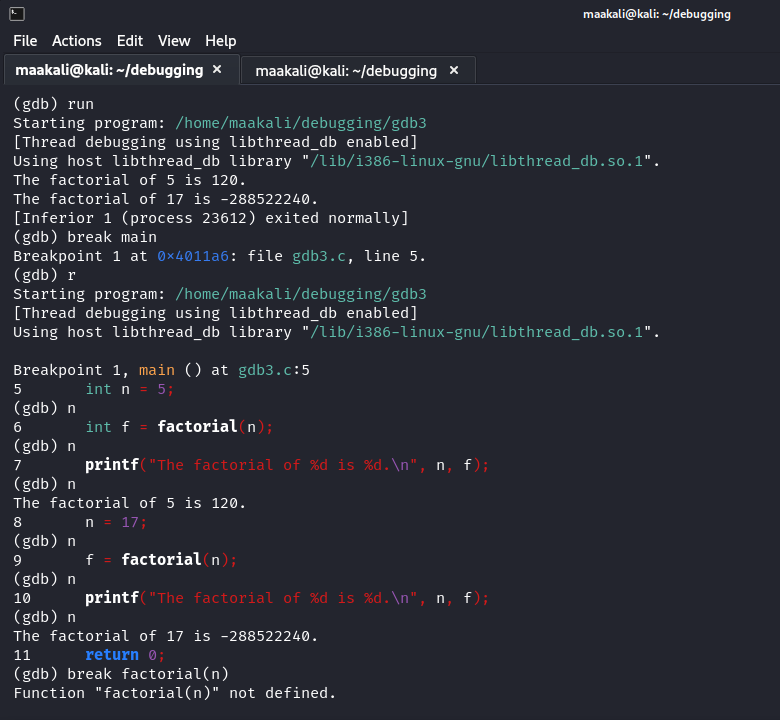 maakali@kali: ~/debugging
File Actions Edit View Help
maakali@kali: ~/debugging × maakali@kali: ~/debugging ×
(gdb) run
Starting program: /home/maakali/debugging/gdb3
[Thread debugging using libthread_db enabled]
Using host libthread_db library "/lib/i386-linux-gnu/libthread_db.so.1".
The factorial of 5 is 120.
The factorial of 17 is -288522240.
[Inferior 1 (process 23612) exited normally]
(gdb) break main
Breakpoint 1 at 0×4011a6: file gdb3.c, line 5.
(gdb) r
Starting program: /home/maakali/debugging/gdb3
[Thread debugging using libthread_db enabled]
Using host libthread_db library "/lib/i386-linux-gnu/libthread_db.so.1".
Breakpoint 1, main () at gdb3.c:5
5       int n = 5;
(gdb) n
6       int f = factorial(n);
(gdb) n
7       printf("The factorial of %d is %d.\n", n, f);
(gdb) n
The factorial of 5 is 120.
8       n = 17;
(gdb) n
9       f = factorial(n);
(gdb) n
10      printf("The factorial of %d is %d.\n", n, f);
(gdb) n
The factorial of 17 is -288522240.
11      return 0;
(gdb) break factorial(n)
Function "factorial(n)" not defined.